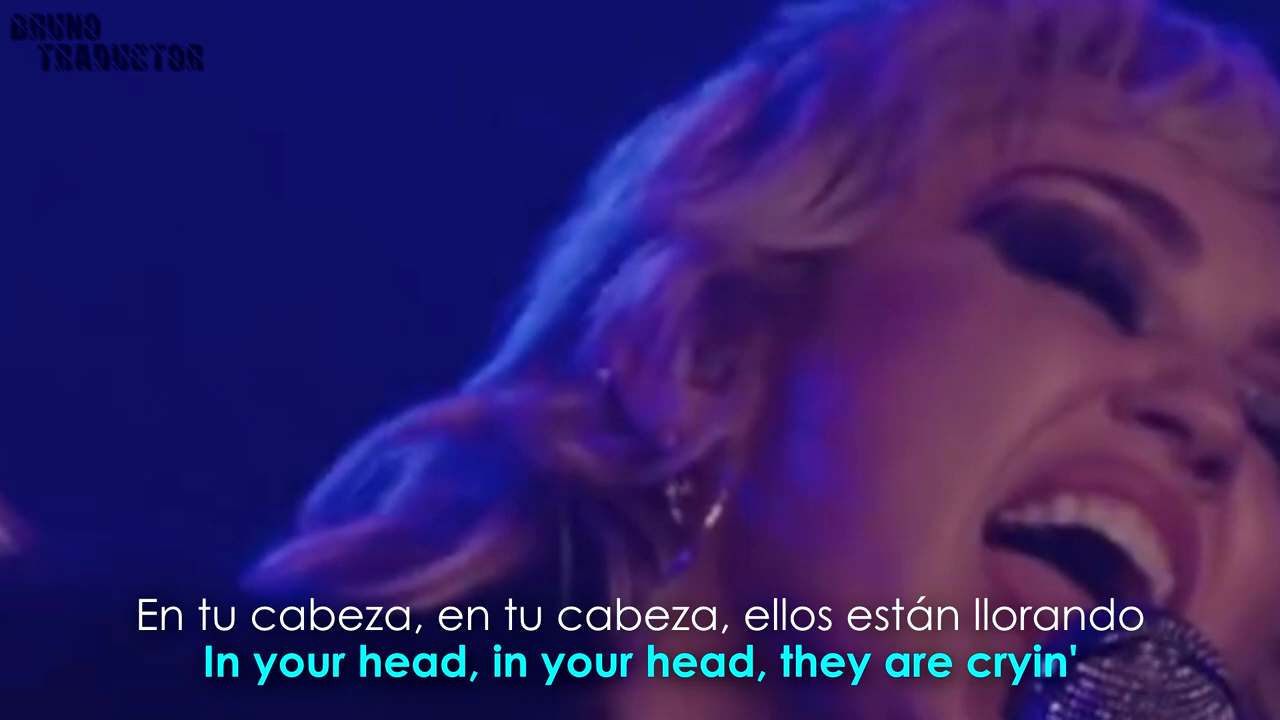 BRUNO
TRADUCTOR
En tu cabeza, en tu cabeza, ellos están llorando
In your head, in your head, they are cryin'